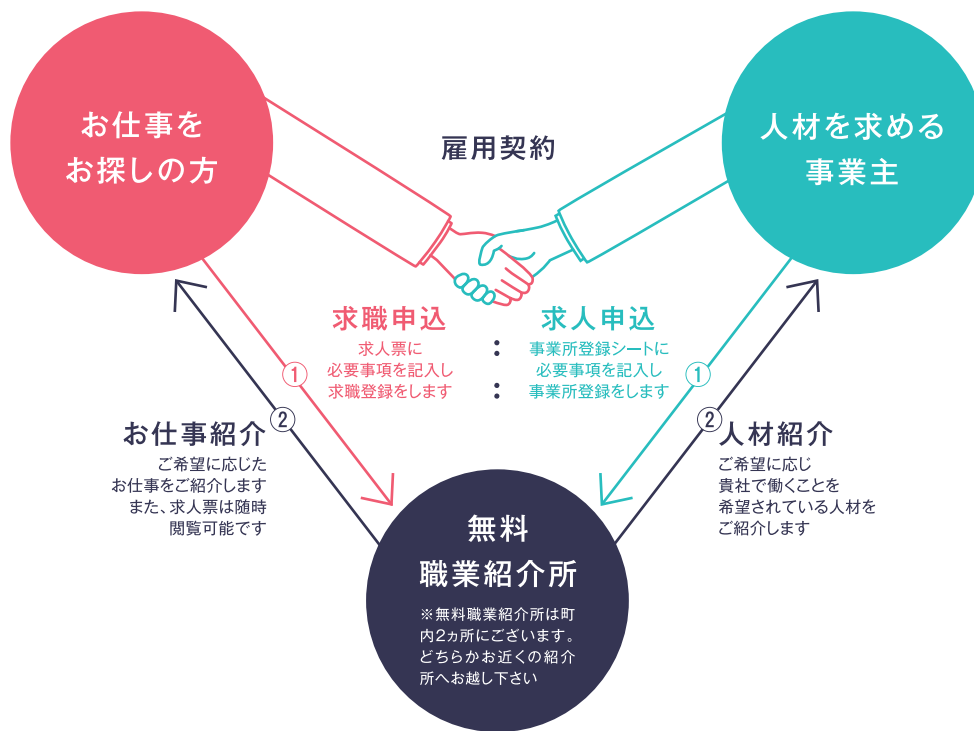 お仕事を
お探しの方
雇用契約
人材を求める
事業主
求職申込
求人票に
必要事項を記入し
求職登録をします
:
:
求人申込
事業所登録シートに
必要事項を記入し
事業所登録をします
①
①
②
お仕事紹介
ご希望に応じた
お仕事をご紹介します
また、求人票は随時
閲覧可能です
②
人材紹介
ご希望に応じ
貴社で働くことを
希望されている人材を
ご紹介します
無料
職業紹介所
※無料職業紹介所は町
内2ヵ所にございます。
どちらかお近くの紹介
所へお越し下さい